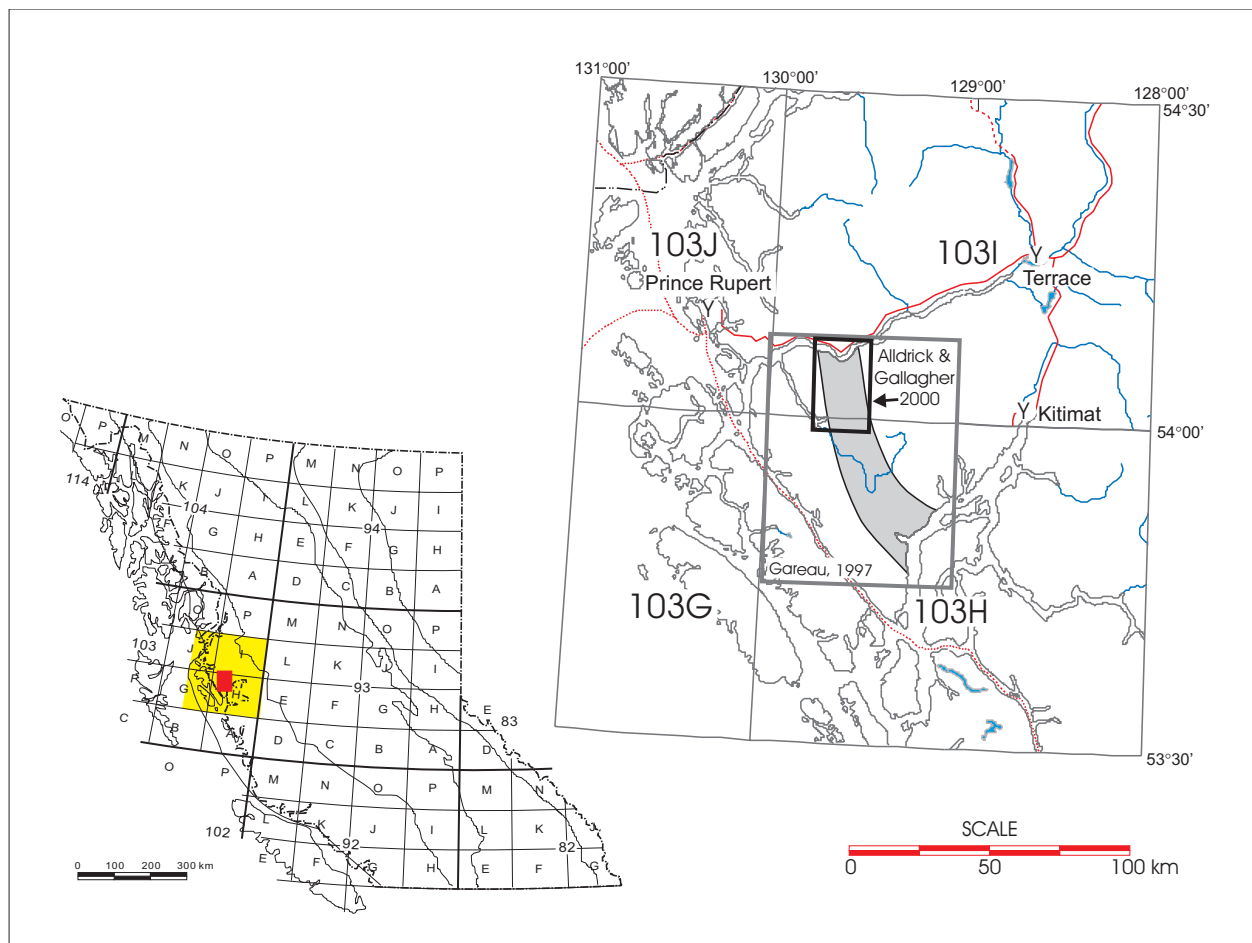 131°00’
130°00’
129°00’
128°00’
54°30’
103J
103I
Prince Rupert
Y
Y
Terrace
Alldrick &
Gallagher
2000
Y
Kitimat
54°00’
Gareau, 1997
103G
103H
53°30’
SCALE
0
50
100 km
O
P
M
N
O
P
M
N
O
P
114
K
J
I
L
K
J
I
104
94
F
G
H
E
F
G
H
B
A
D
C
B
A
O
P
M
N
O
P
103
J
L
K
J
I
93
G
H
E
F
G
H
E
83
C
B
A
D
C
B
A
D
O
P
M
N
O
P
M
N
102
L
K
J
I
L
K
92
82
E
F
G
H
E
F
G
0 100 200 300 km